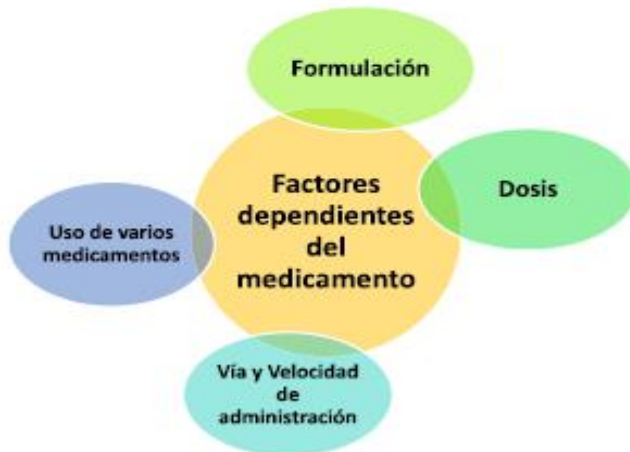 Formulación
Factores
dependientes
del
medicamento
Dosis
Uso de varios
medicamentos
Vía y Velocidad
de
administración